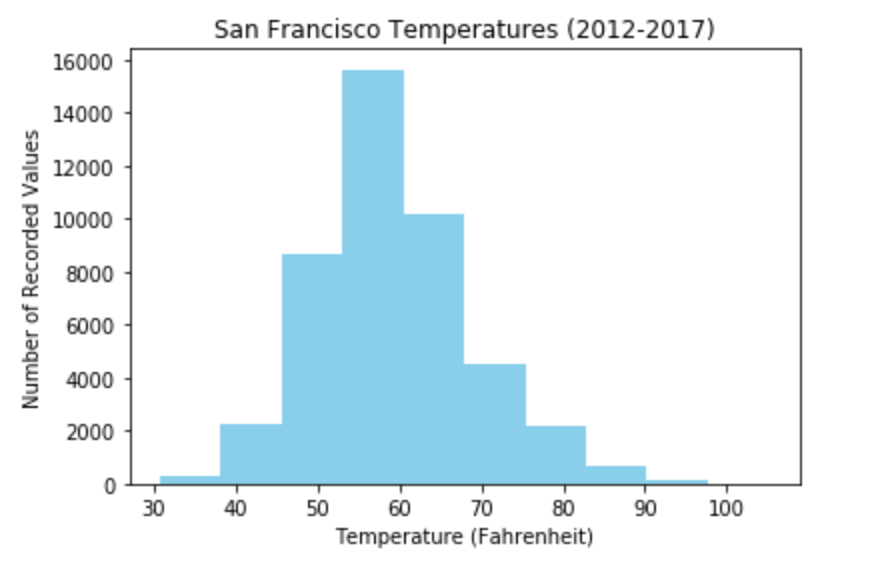 San Francisco Temperatures (2012-2017)
16000
14000
12000
10000
8000
6000
4000
2000
0
Number of Recorded Values
30 40 50 60 70 80 90 100
Temperature (Fahrenheit)